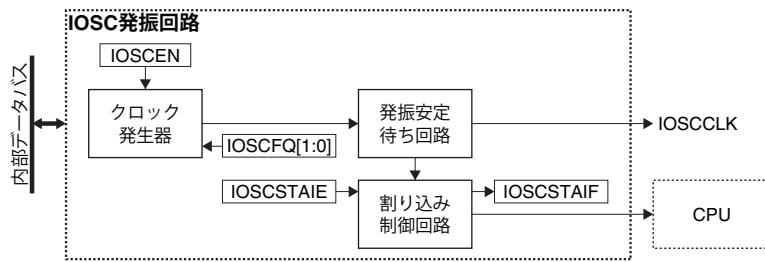 IOSC発振回路
IOSCEN
内部データバス
クロック
発生器
発振安定
待ち回路
IOSCCLK
IOSCFQ[1:0]
IOSCSTAIE
割り込み
制御回路
IOSCSTAIF
CPU